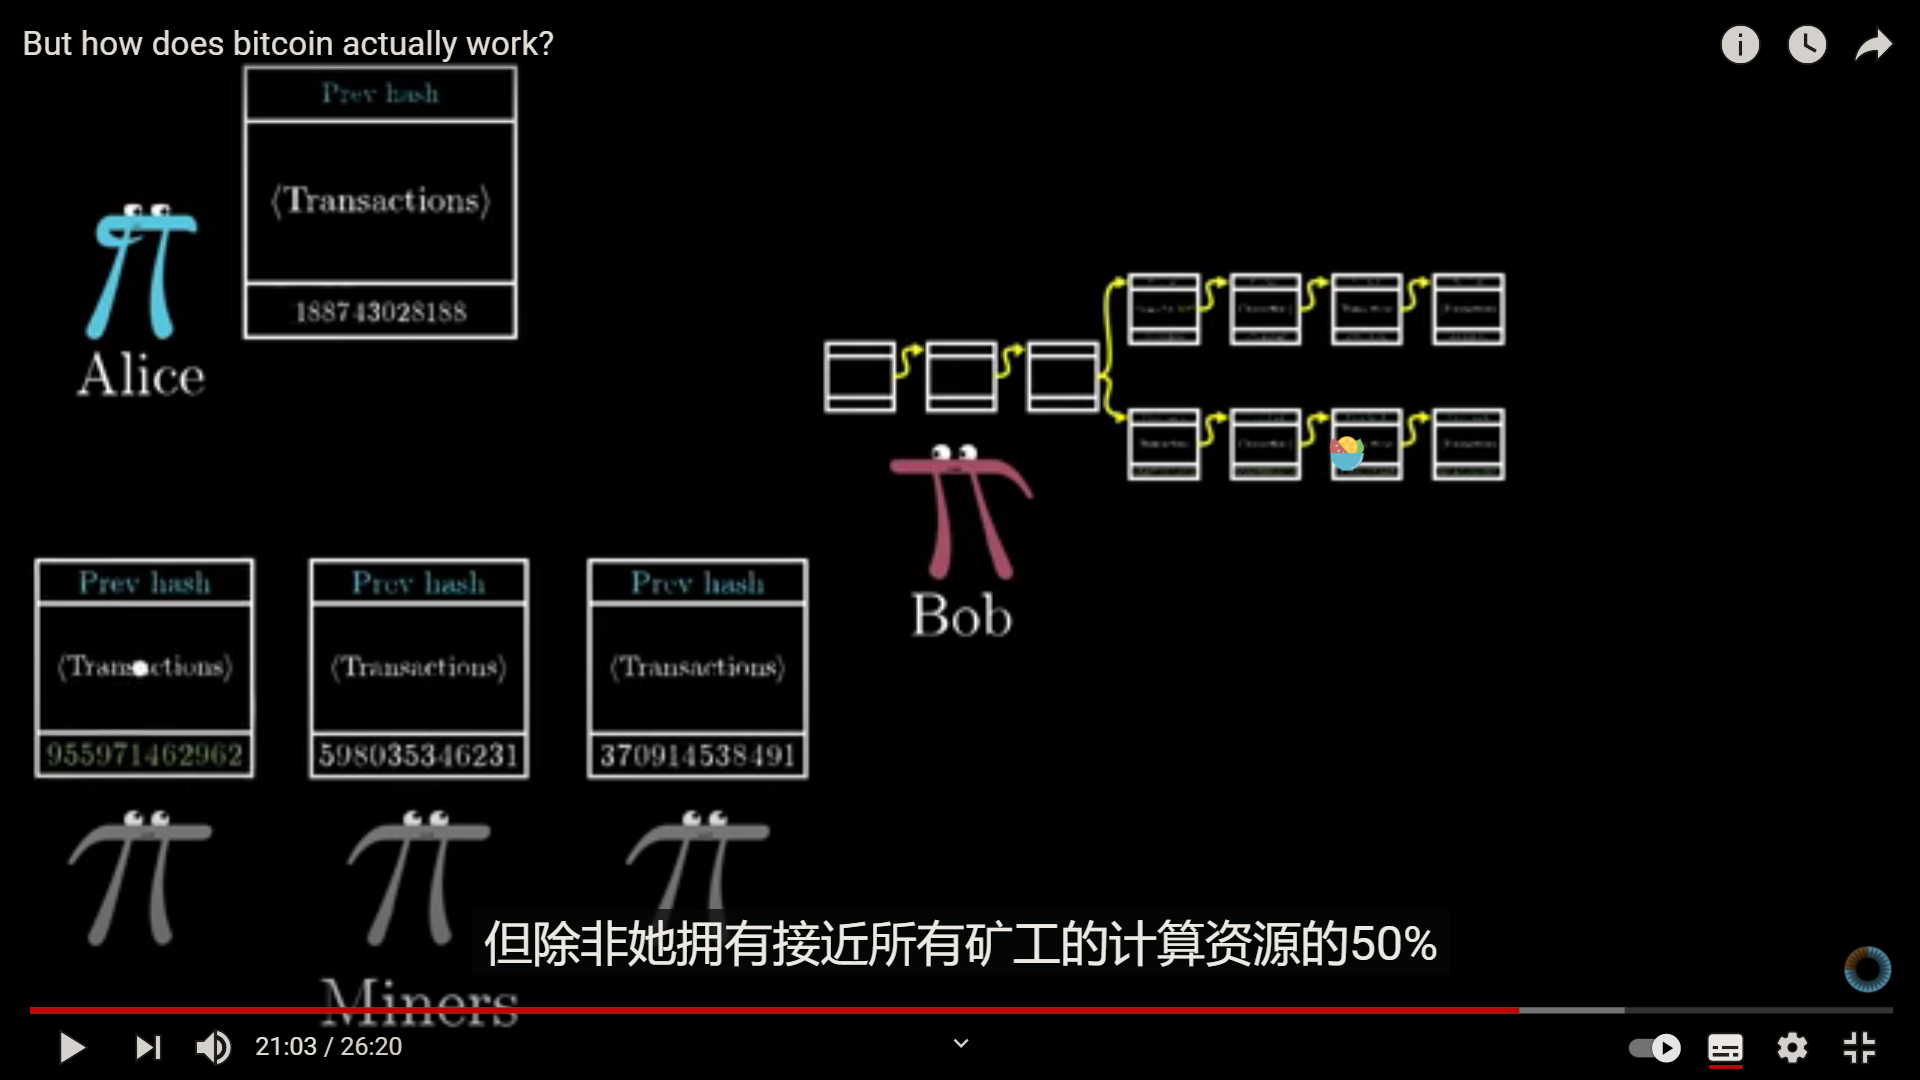 But how does bitcoin actually work?
Prev hash
⟨Transactions⟩
188743028188
Alice
Bob
Prev hash
⟨Transactions⟩
955971462962
Prev hash
⟨Transactions⟩
598035346231
Prev hash
⟨Transactions⟩
370914538491
但除非她拥有接近所有矿工的计算资源的50%
Miners
21:03 / 26:20